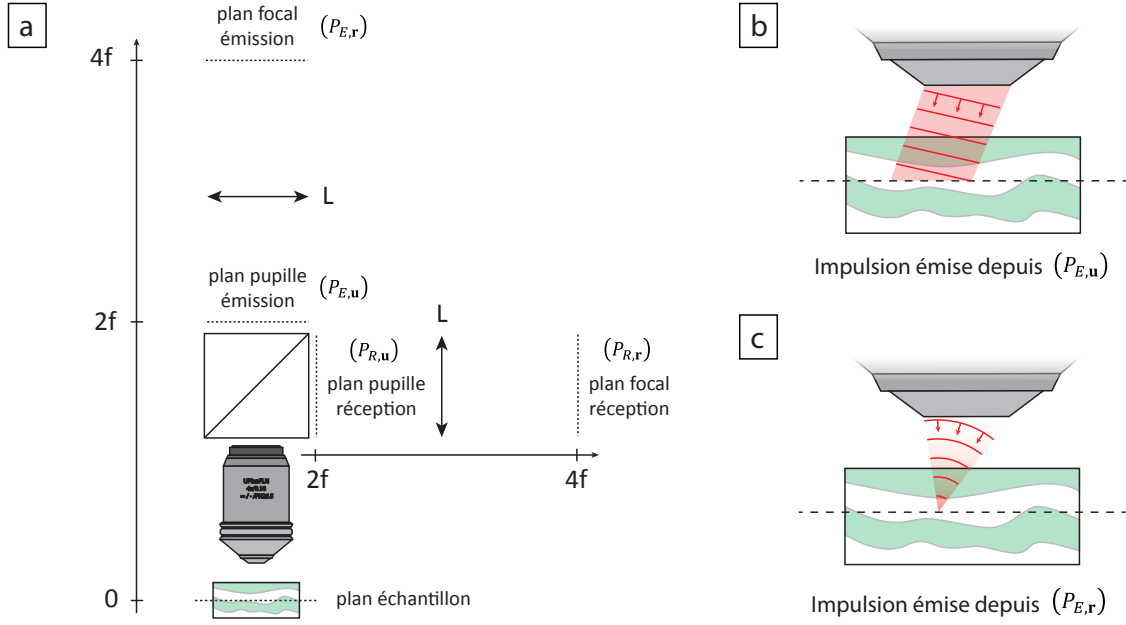 a
plan focal
émission
(P_{E,r})
4f
L
plan pupille
émission
(P_{E,u})
2f
L
(P_{R,u})
plan pupille
réception
(P_{R,r})
plan focal
réception
2f
4f
UPlanFLN
0
plan échantillon
b
Impulsion émise depuis (P_{E,u})
c
Impulsion émise depuis (P_{E,r})